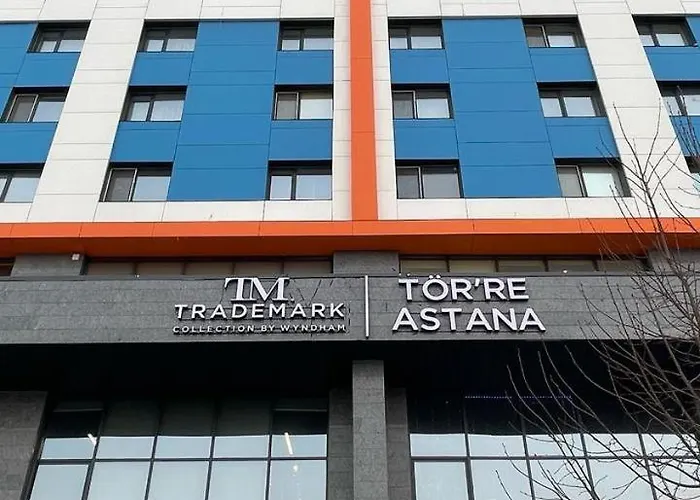 TM
TRADEMARK
COLLECTION BY WYNDHAM
TÖR'RE
ASTANA